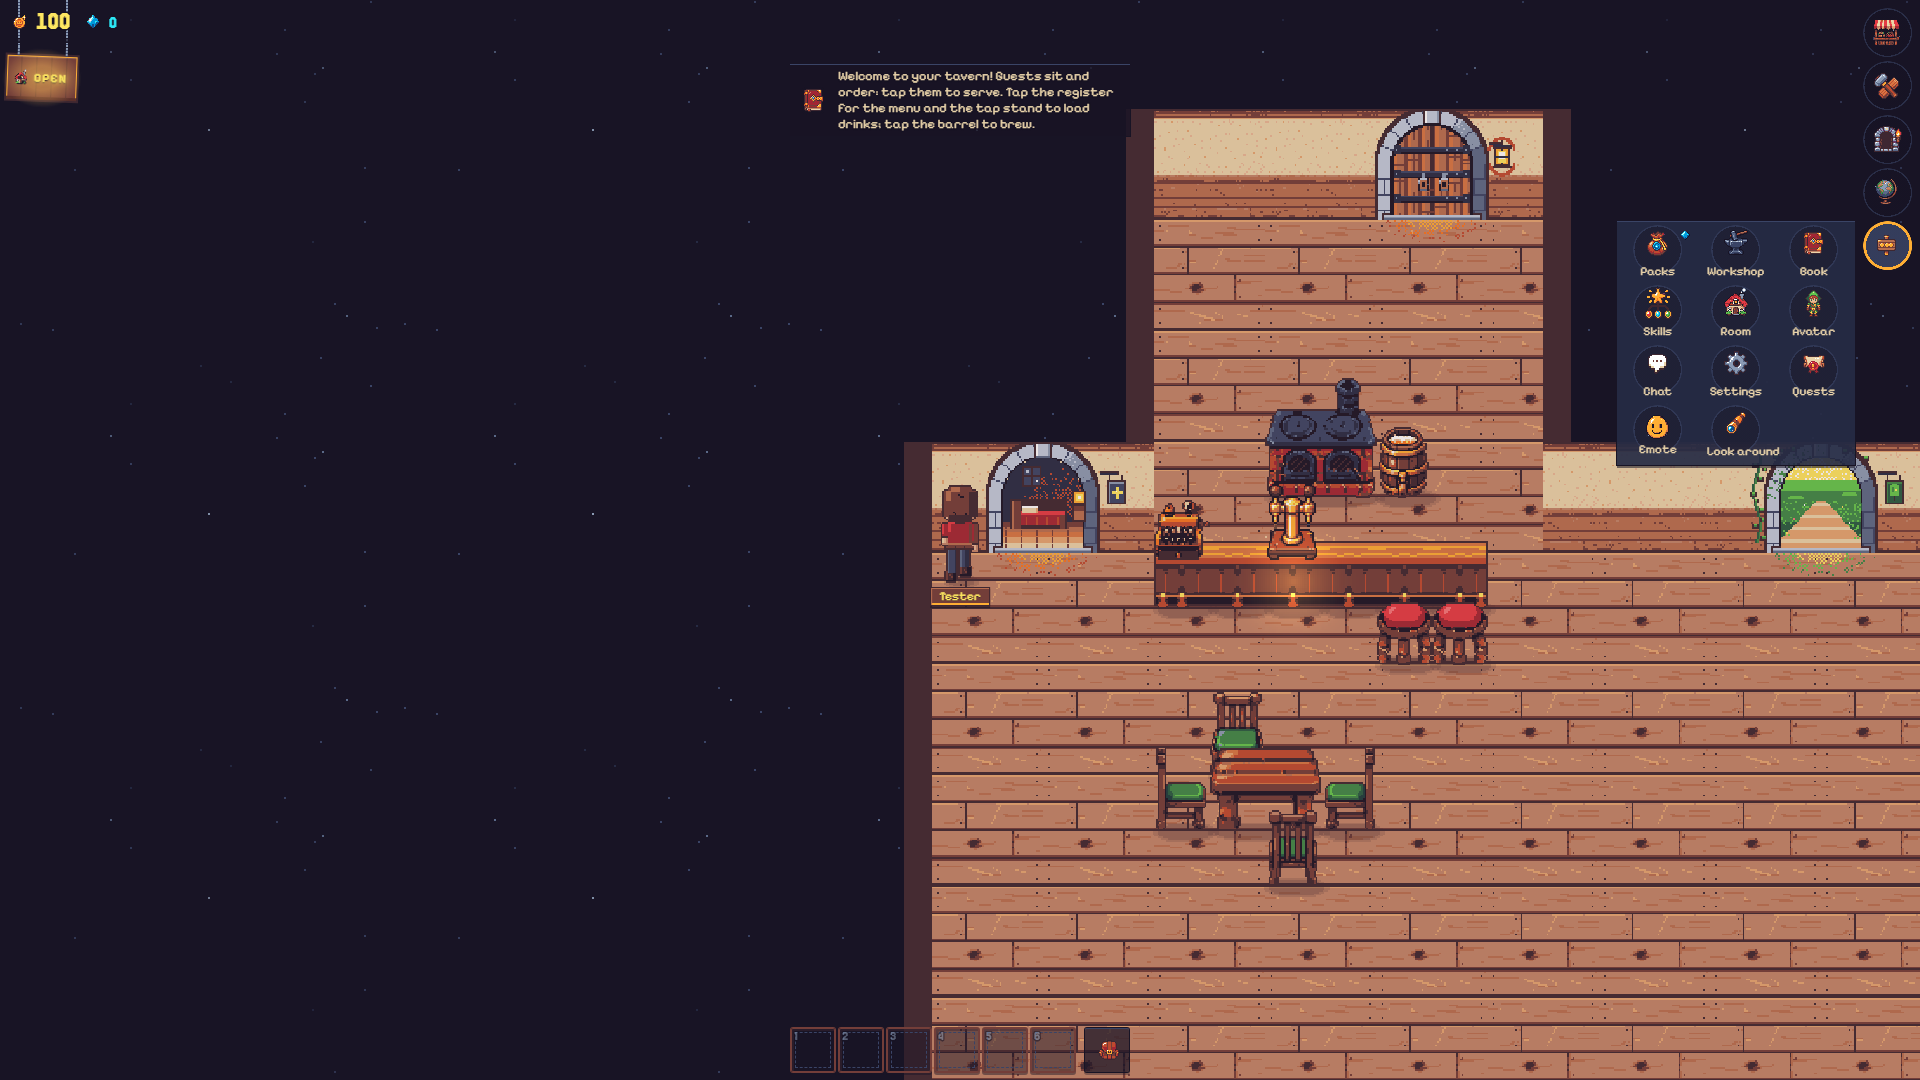 100
0
OPEN
Welcome to your tavern! Guests sit and
order: tap them to serve. Tap the register
for the menu and the tap stand to load
drinks; tap the barrel to brew.
Packs
Workshop
Book
Skills
Room
Avatar
Chat
Settings
Quests
Emote
Look around
Tester
1
2
3
4
5
6